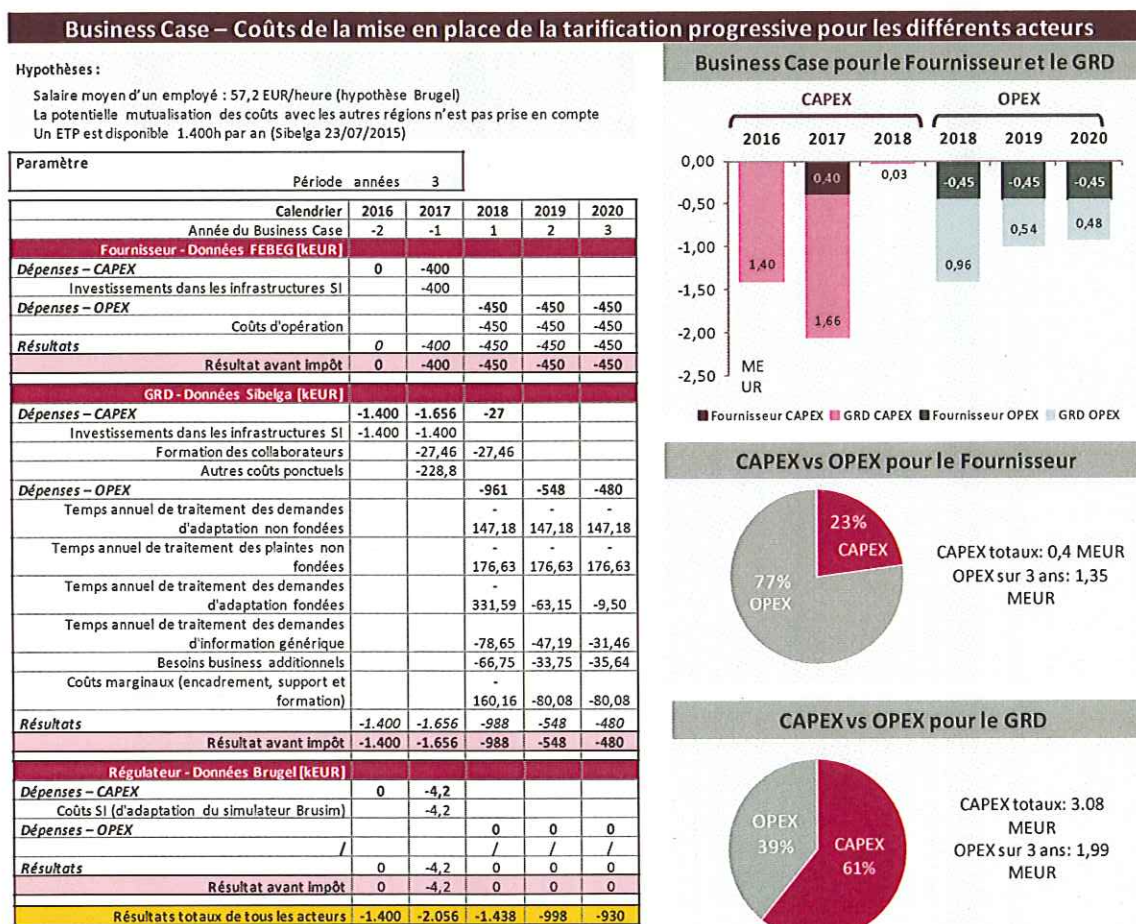 Business Case – Coûts de la mise en place de la tarification progressive pour les différents acteurs
Hypothèses :
Salaire moyen d'un employé : 57,2 EUR/heure (hypothèse Brugel)
La potentielle mutualisation des coûts avec les autres régions n'est pas prise en compte
Un ETP est disponible 1.400h par an (Sibelga 23/07/2015)
Paramètre
Période années 3
Calendrier 2016 2017 2018 2019 2020
Année du Business Case -2 -1 1 2 3
Fournisseur - Données FEBEG [kEUR]
Dépenses – CAPEX 0 -400
Investissements dans les infrastructures SI -400
Dépenses – OPEX -450 -450 -450
Coûts d'opération -450 -450 -450
Résultats 0 -400 -450 -450 -450
Résultat avant impôt 0 -400 -450 -450 -450
GRD - Données Sibelga [kEUR]
Dépenses – CAPEX -1.400 -1.656 -27
Investissements dans les infrastructures SI -1.400 -1.400
Formation des collaborateurs -27,46 -27,46
Autres coûts ponctuels -228,8
Dépenses – OPEX -961 -548 -480
Temps annuel de traitement des demandes - - -
d'adaptation non fondées 147,18 147,18 147,18
Temps annuel de traitement des plaintes non - - -
fondées 176,63 176,63 176,63
Temps annuel de traitement des demandes -
d'adaptation fondées 331,59 -63,15 -9,50
Temps annuel de traitement des demandes
d'information générique -78,65 -47,19 -31,46
Besoins business additionnels -66,75 -33,75 -35,64
Coûts marginaux (encadrement, support et -
formation) 160,16 -80,08 -80,08
Résultats -1.400 -1.656 -988 -548 -480
Résultat avant impôt -1.400 -1.656 -988 -548 -480
Régulateur - Données Brugel [kEUR]
Dépenses – CAPEX 0 -4,2
Coûts SI (d'adaptation du simulateur Brusim) -4,2
Dépenses – OPEX 0 0 0
/ / / /
Résultats 0 -4,2 0 0 0
Résultat avant impôt 0 -4,2 0 0 0
Résultats totaux de tous les acteurs -1.400 -2.056 -1.438 -998 -930
Business Case pour le Fournisseur et le GRD
CAPEX OPEX
2016 2017 2018 2018 2019 2020
0,00
0,40 0,03 -0,45 -0,45 -0,45
-0,50
0,54 0,48
-1,00
1,40 0,96
-1,50
1,66
-2,00
ME
UR
-2,50
Fournisseur CAPEX GRD CAPEX Fournisseur OPEX GRD OPEX
CAPEX vs OPEX pour le Fournisseur
23%
CAPEX
77%
OPEX
CAPEX totaux: 0,4 MEUR
OPEX sur 3 ans: 1,35
MEUR
CAPEX vs OPEX pour le GRD
OPEX
39%
CAPEX
61%
CAPEX totaux: 3.08
MEUR
OPEX sur 3 ans: 1,99
MEUR